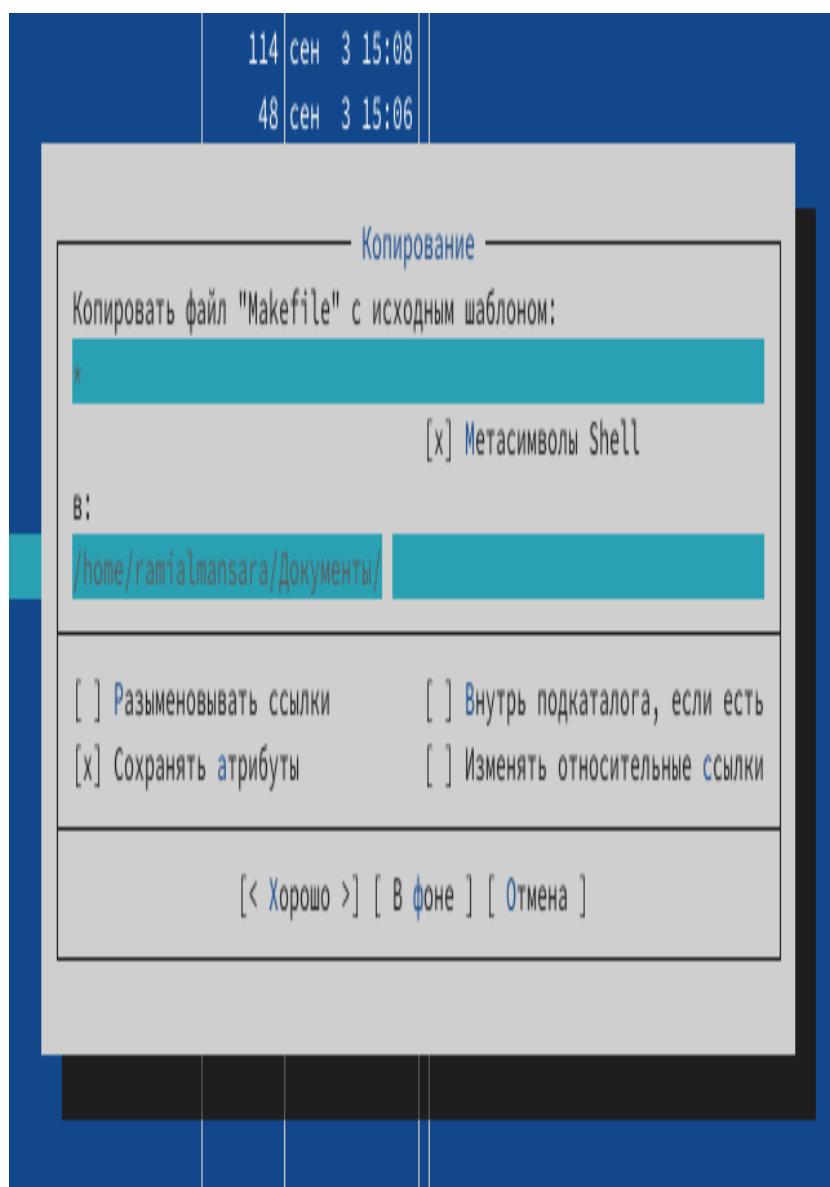 114 сен 3 15:08
48 сен 3 15:06
Копирование
Копировать файл "Makefile" с исходным шаблоном:
*
[x] Метасимволы Shell
в:
/home/ramialmansara/Документы/
[ ] Разыменовывать ссылки [ ] Внутрь подкаталога, если есть
[x] Сохранять атрибуты [ ] Изменять относительные ссылки
[< Хорошо >] [ В фоне ] [ Отмена ]